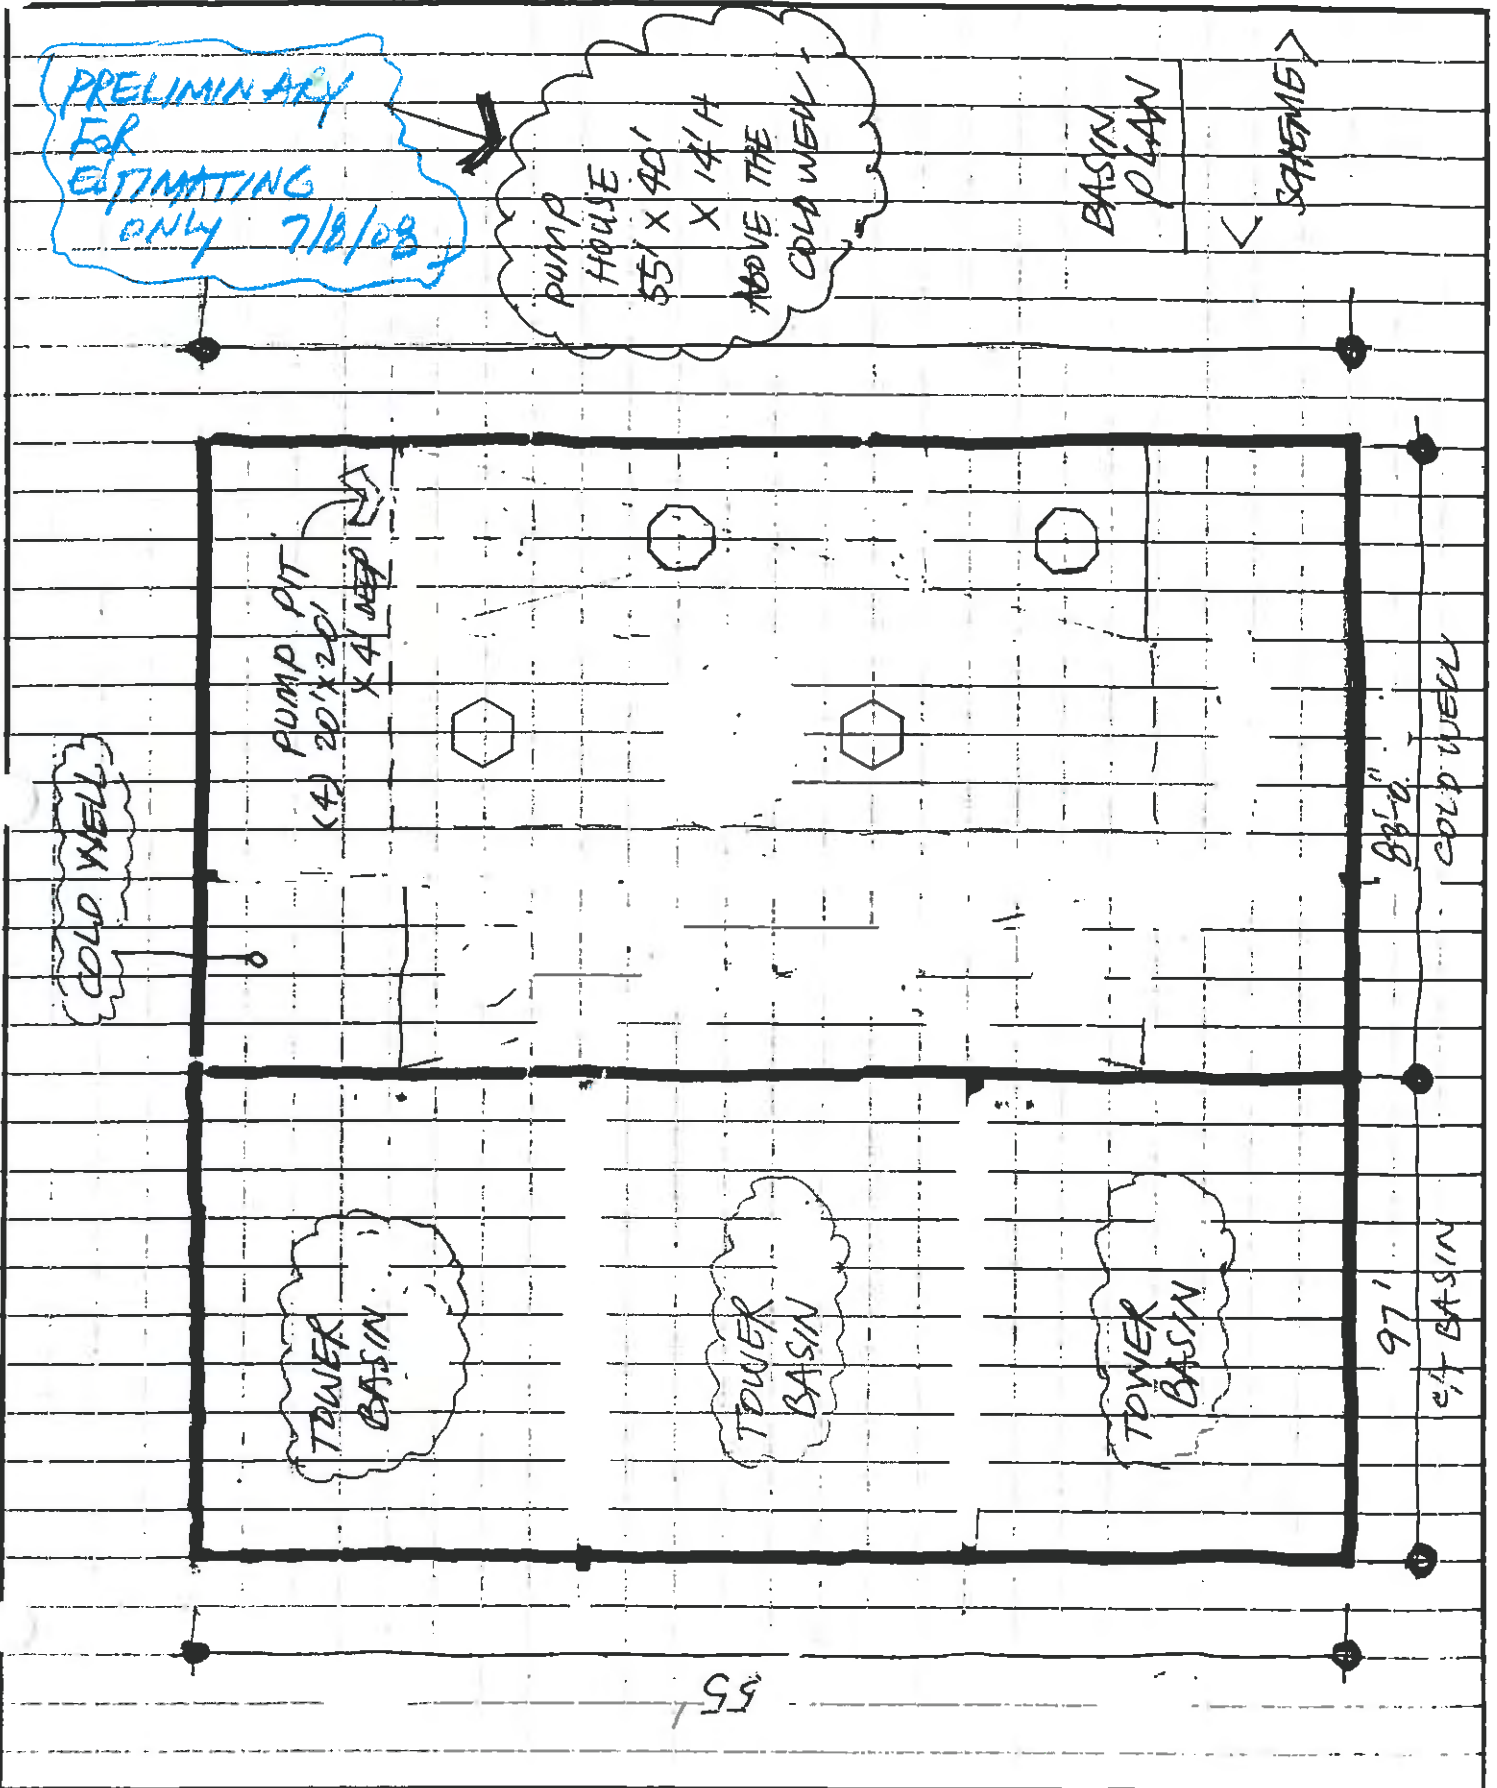 PRELIMINARY
FOR
ESTIMATING
ONLY 7/8/08
PUMP
HOUSE
55' X 40'
X 14' H
ABOVE THE
COLD WELL
BASIN
PLAN
< SCHEME >
PUMP PIT
(4) 20' X 20'
X 4' DEEP
COLD WELL
83'-0"
COLD WELL
TOWER
BASIN
TOWER
BASIN
TOWER
BASIN
97'
C,T BASIN
55'